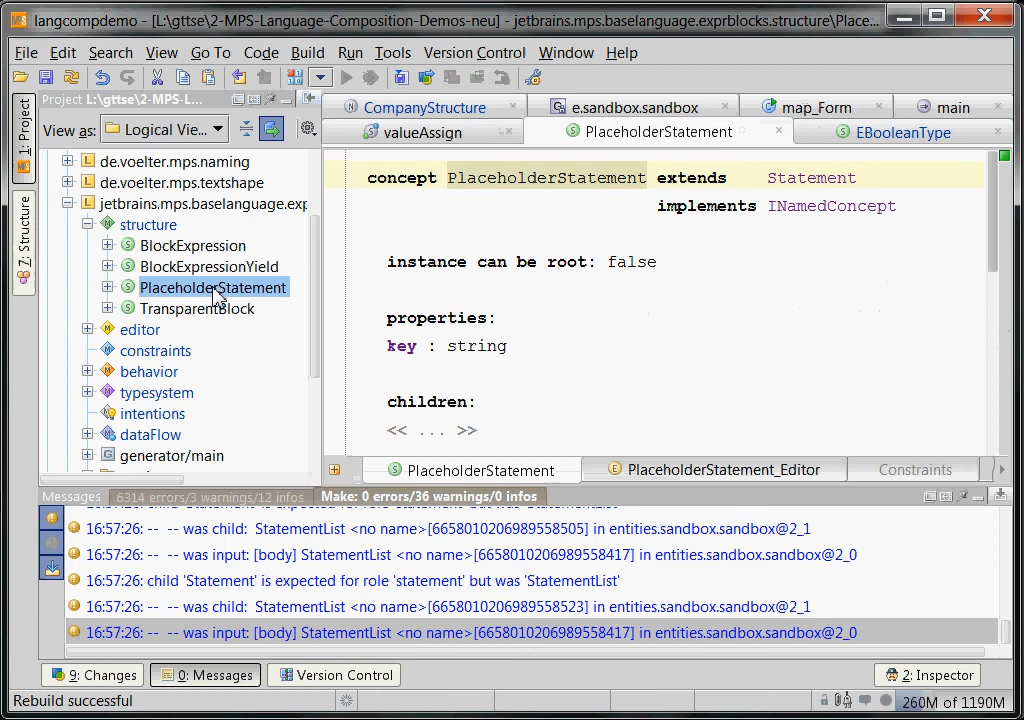 langcompdemo - [L:\gttse\2-MPS-Language-Composition-Demos-neu] - jetbrains.mps.baselanguage.exprblocks.structure\Place...
File Edit Search View Go To Code Build Run Tools Version Control Window Help
Project L:\gttse\2-MPS-L...
1: Project
7: Structure
View as: Logical Vie...
de.voelter.mps.naming
de.voelter.mps.textshape
jetbrains.mps.baselanguage.exp
structure
BlockExpression
BlockExpressionYield
PlaceholderStatement
TransparentBlock
editor
constraints
behavior
typesystem
intentions
dataFlow
generator/main
CompanyStructure e.sandbox.sandbox map_Form main
valueAssign PlaceholderStatement EBooleanType
concept PlaceholderStatement extends Statement
implements INamedConcept
instance can be root: false
properties:
key : string
children:
<< ... >>
PlaceholderStatement PlaceholderStatement_Editor Constraints
Messages 6314 errors/3 warnings/12 infos Make: 0 errors/36 warnings/0 infos
16:57:26: -- -- was child: StatementList <no name>[6658010206989558505] in entities.sandbox.sandbox@2_1
16:57:26: -- -- was input: [body] StatementList <no name>[6658010206989558417] in entities.sandbox.sandbox@2_0
16:57:26: child 'Statement' is expected for role 'statement' but was 'StatementList'
16:57:26: -- -- was child: StatementList <no name>[6658010206989558523] in entities.sandbox.sandbox@2_1
16:57:26: -- -- was input: [body] StatementList <no name>[6658010206989558417] in entities.sandbox.sandbox@2_0
9: Changes 0: Messages Version Control 2: Inspector
Rebuild successful 260M of 1190M